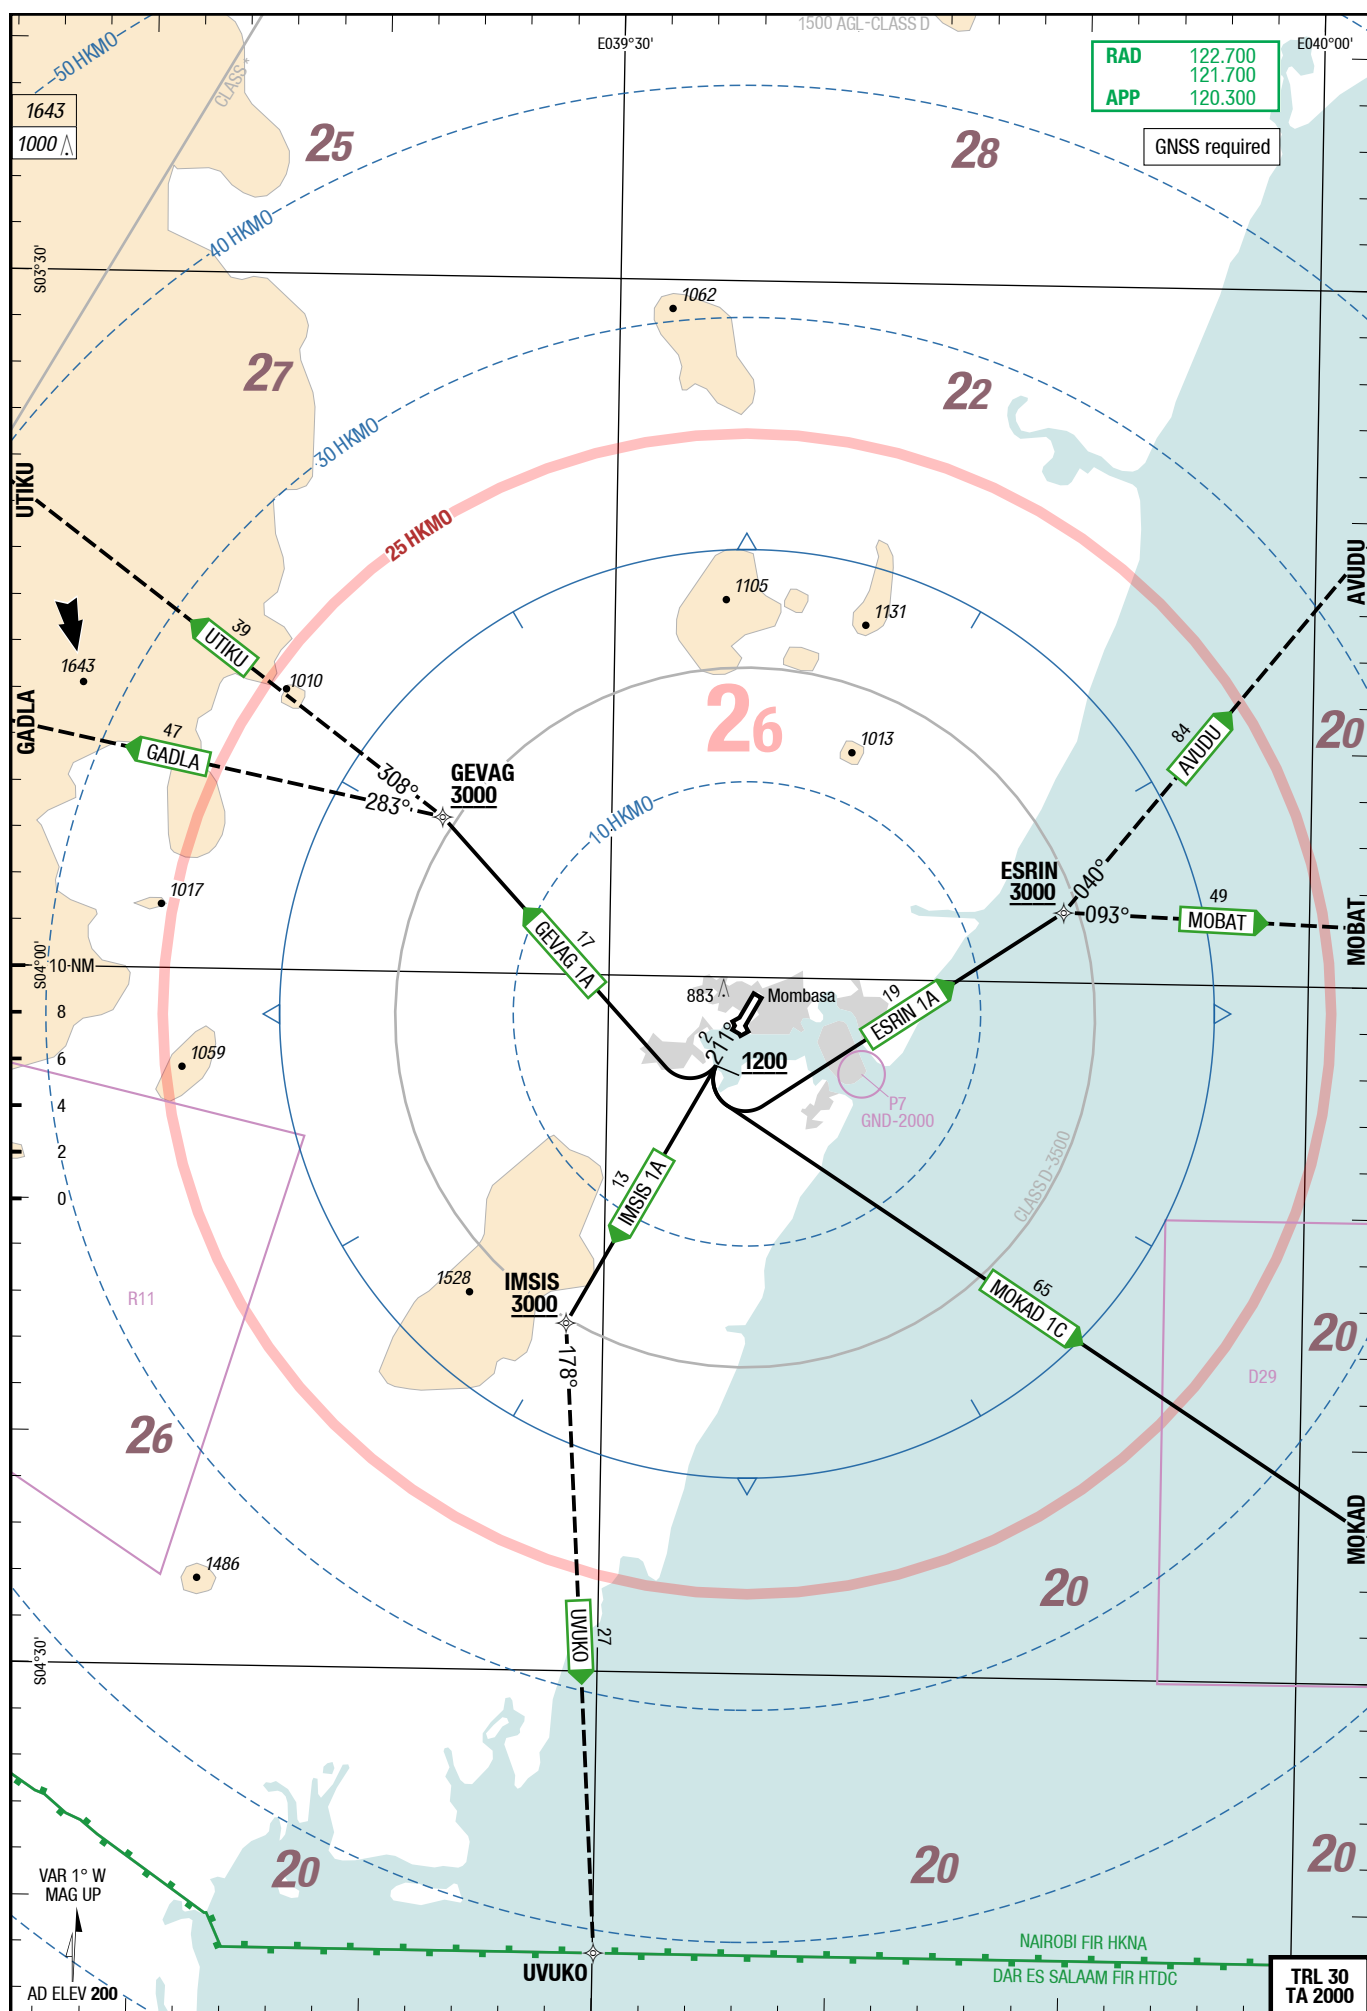 1500 AGL-CLASS D
E039°30'
E040°00'
50 HKMO
CLASS *
RAD 122.700
121.700
APP 120.300
GNSS required
1643
1000
25
28
40 HKMO
S03°30'
1062
27
22
30 HKMO
UTIKU
25 HKMO
AVUDU
1105
1131
39
UTIKU
1643
1010
GADLA
47
GADLA
26
1013
84
AVUDU
20
308°
283°
GEVAG
3000
10 HKMO
ESRIN
3000
040°
093°
49
MOBAT
MOBAT
1017
17
GEVAG 1A
S04°00'
10 NM
8
6
4
2
0
883
Mombasa
19
ESRIN 1A
2
211°
1200
1059
P7
GND-2000
CLASS D-3500
13
IMSIS 1A
R11
1528
IMSIS
3000
65
MOKAD 1C
20
D29
178°
26
MOKAD
1486
20
UVUKO
27
S04°30'
20
20
20
VAR 1° W
MAG UP
AD ELEV 200
NAIROBI FIR HKNA
DAR ES SALAAM FIR HTDC
UVUKO
TRL 30
TA 2000